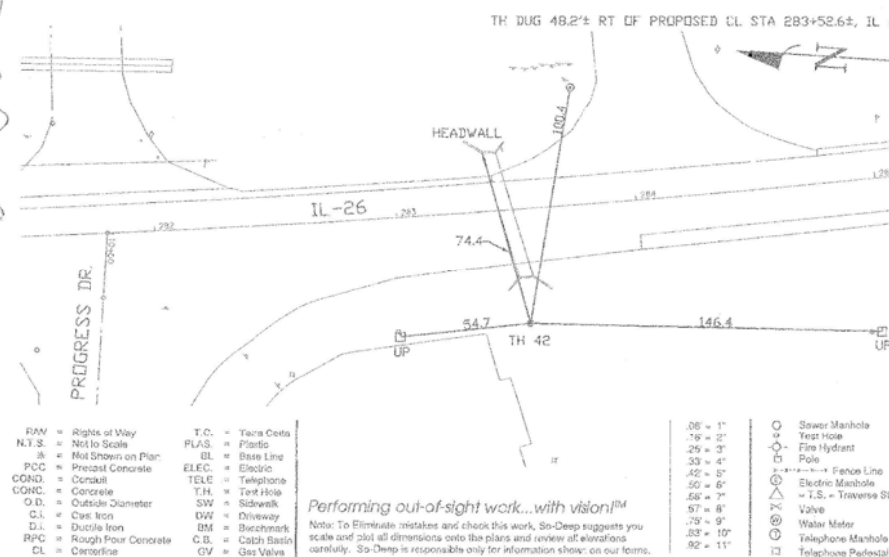 TH DUG 48.2'± RT OF PROPOSED CL STA 283+52.6±, IL
N
100.4
HEADWALL
IL-26
292
283
284
74.4
PROGRESS DR.
54.7
146.4
UP
TH 42
UP
R/W = Rights of Way
N.T.S. = Not to Scale
= Not Shown on Plan
PCC = Precast Concrete
COND. = Conduit
CONC. = Concrete
O.D. = Outside Diameter
C.I. = Cast Iron
D.I. = Ductile Iron
RPC = Rough Pour Concrete
CL = Centerline
T.C. = Terra Cotta
PLAS. = Plastic
BL = Base Line
ELEC. = Electric
TELE = Telephone
T.H. = Test Hole
SW = Sidewalk
DW = Driveway
BM = Benchmark
C.B. = Catch Basin
GV = Gas Valve
Performing out-of-sight work...with vision!™
Note: To Eliminate mistakes and check this work, So-Deep suggests you
scale and plot all dimensions onto the plans and review all elevations
carefully. So-Deep is responsible only for information shown on our forms.
.08' = 1"
.16' = 2"
.25' = 3"
.33' = 4"
.42' = 5"
.50' = 6"
.58' = 7"
.67' = 8"
.75' = 9"
.83' = 10"
.92' = 11"
Sewer Manhole
Test Hole
Fire Hydrant
Pole
Fence Line
Electric Manhole
= T.S. = Traverse St
Valve
Water Meter
Telephone Manhole
Telephone Pedestal